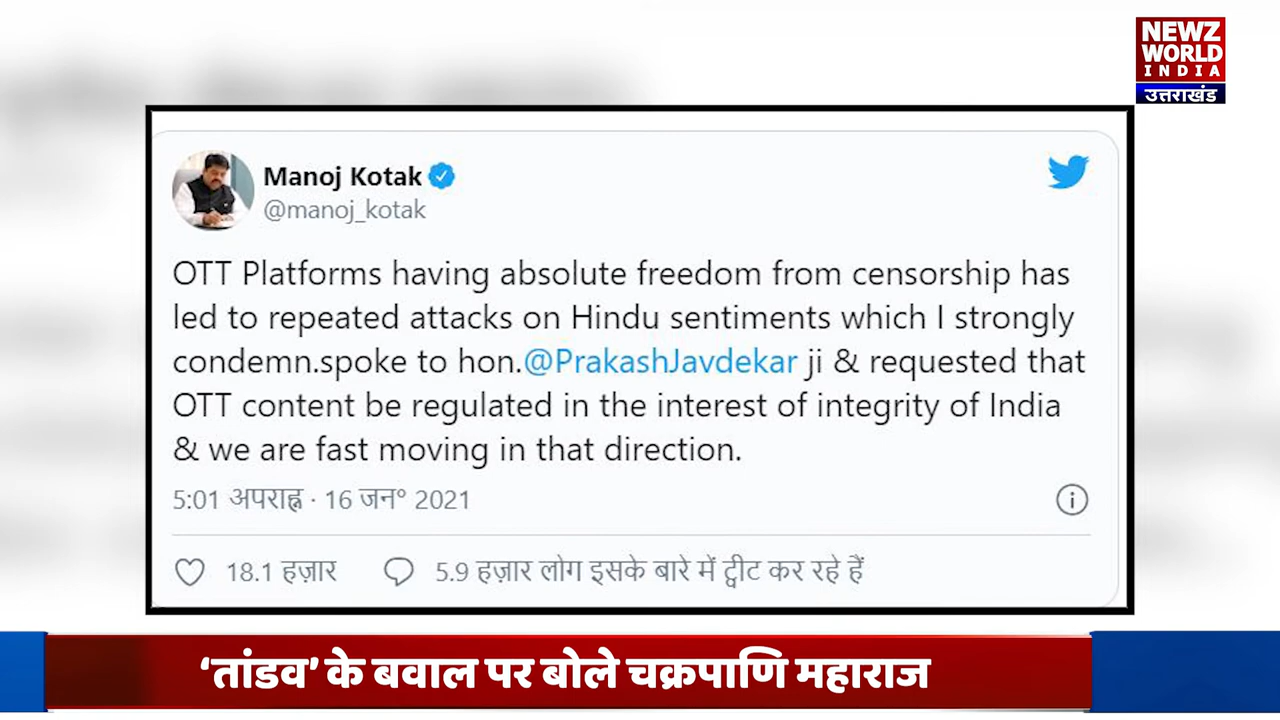 NEWZ
WORLD
INDIA
उत्तराखंड
Manoj Kotak
@manoj_kotak
OTT Platforms having absolute freedom from censorship has
led to repeated attacks on Hindu sentiments which I strongly
condemn.spoke to hon.@PrakashJavdekar ji & requested that
OTT content be regulated in the interest of integrity of India
& we are fast moving in that direction.
5:01 अपराह्न · 16 जन॰ 2021
18.1 हज़ार
5.9 हज़ार लोग इसके बारे में ट्वीट कर रहे हैं
‘तांडव’ के बवाल पर बोले चक्रपाणि महाराज